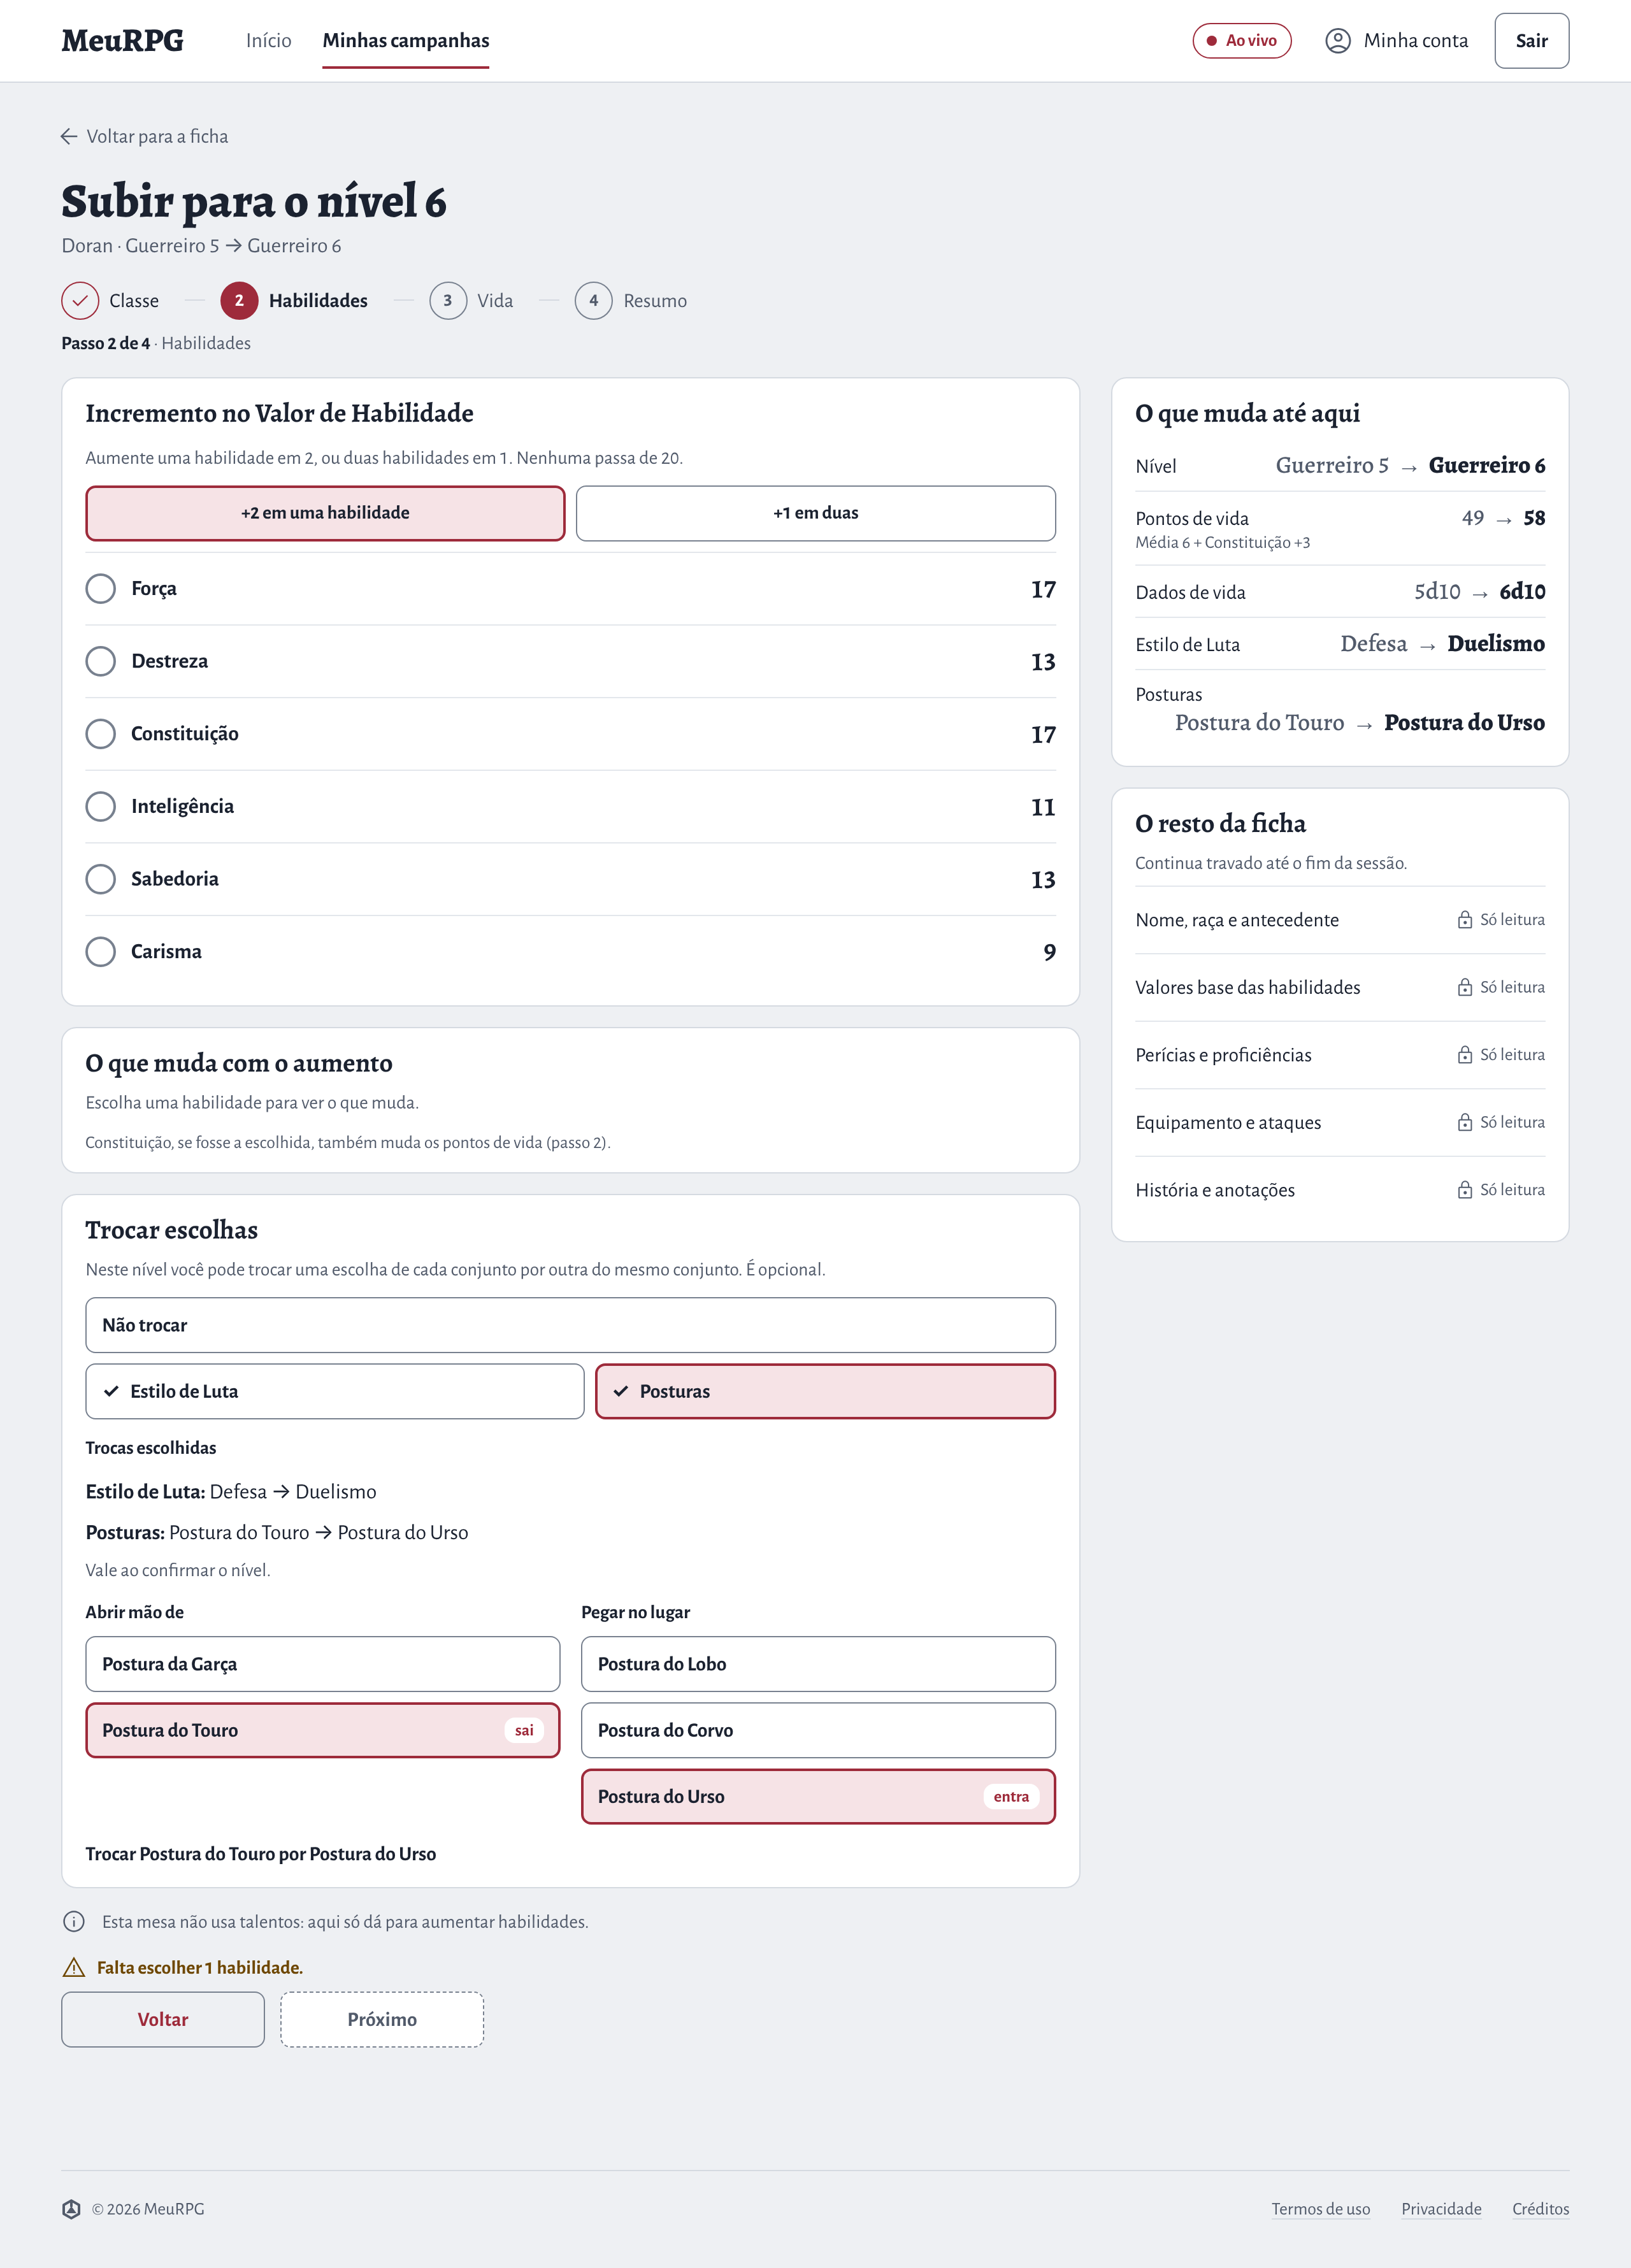 MeuRPG
Início
Minhas campanhas
Ao vivo
Minha conta
Sair
Voltar para a ficha
Subir para o nível 6
Doran · Guerreiro 5 → Guerreiro 6
Classe
2 Habilidades
3 Vida
4 Resumo
Passo 2 de 4 · Habilidades
Incremento no Valor de Habilidade
Aumente uma habilidade em 2, ou duas habilidades em 1. Nenhuma passa de 20.
+2 em uma habilidade
+1 em duas
Força 17
Destreza 13
Constituição 17
Inteligência 11
Sabedoria 13
Carisma 9
O que muda com o aumento
Escolha uma habilidade para ver o que muda.
Constituição, se fosse a escolhida, também muda os pontos de vida (passo 2).
Trocar escolhas
Neste nível você pode trocar uma escolha de cada conjunto por outra do mesmo conjunto. É opcional.
Não trocar
Estilo de Luta
Posturas
Trocas escolhidas
Estilo de Luta: Defesa → Duelismo
Posturas: Postura do Touro → Postura do Urso
Vale ao confirmar o nível.
Abrir mão de
Postura da Garça
Postura do Touro sai
Pegar no lugar
Postura do Lobo
Postura do Corvo
Postura do Urso entra
Trocar Postura do Touro por Postura do Urso
Esta mesa não usa talentos: aqui só dá para aumentar habilidades.
Falta escolher 1 habilidade.
Voltar
Próximo
O que muda até aqui
Nível Guerreiro 5 → Guerreiro 6
Pontos de vida 49 → 58
Média 6 + Constituição +3
Dados de vida 5d10 → 6d10
Estilo de Luta Defesa → Duelismo
Posturas
Postura do Touro → Postura do Urso
O resto da ficha
Continua travado até o fim da sessão.
Nome, raça e antecedente Só leitura
Valores base das habilidades Só leitura
Perícias e proficiências Só leitura
Equipamento e ataques Só leitura
História e anotações Só leitura
© 2026 MeuRPG
Termos de uso
Privacidade
Créditos